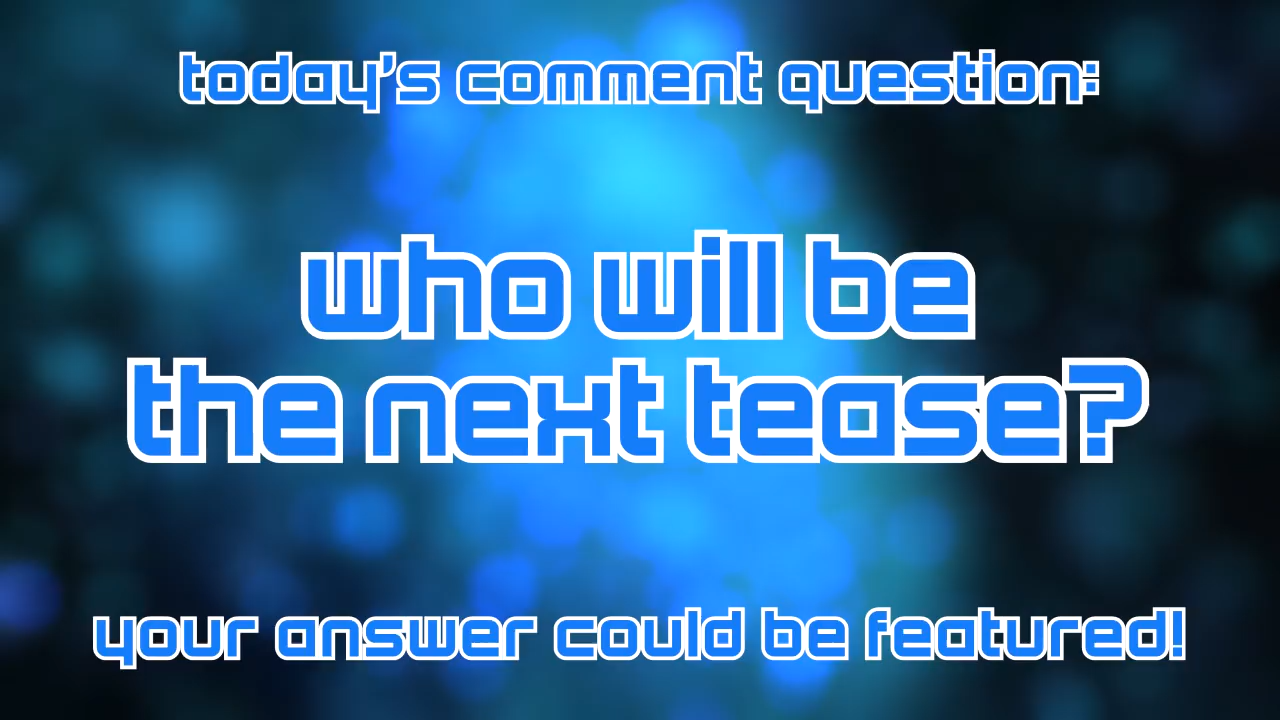 today's comment question:
who will be
the next tease?
your answer could be featured!